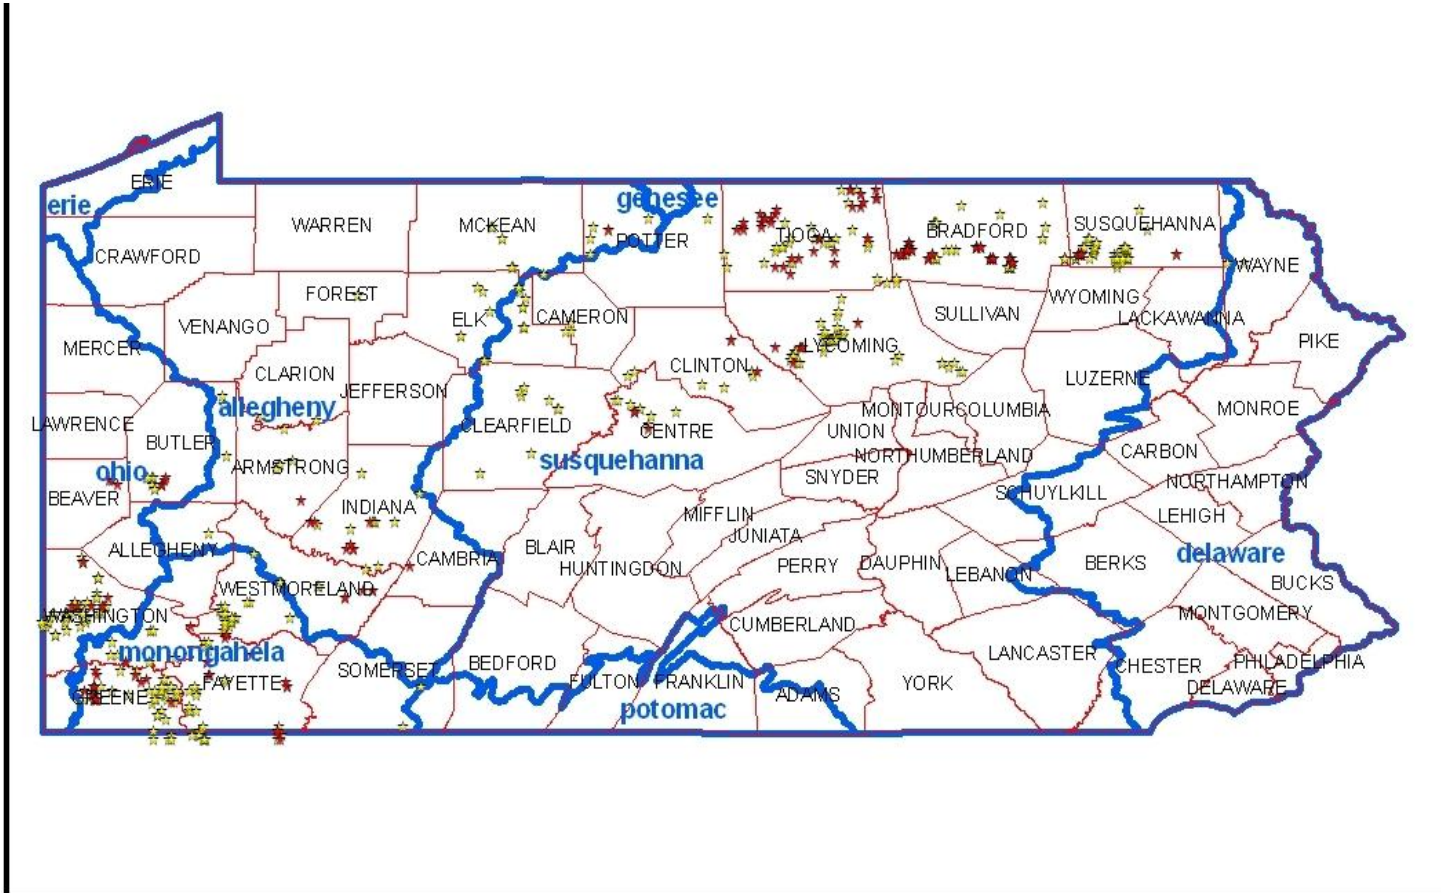 ERIE
erie
WARREN
MCKEAN
genesee
POTTER
TIOGA
BRADFORD
SUSQUEHANNA
CRAWFORD
WAYNE
FOREST
WYOMING
VENANGO
ELK
CAMERON
SULLIVAN
LACKAWANNA
MERCER
LYCOMING
PIKE
CLINTON
CLARION
LUZERNE
JEFFERSON
allegheny
MONTOUR
COLUMBIA
MONROE
LAWRENCE
CLEARFIELD
CENTRE
UNION
BUTLER
CARBON
NORTHUMBERLAND
susquehanna
ohio
ARMSTRONG
SNYDER
NORTHAMPTON
BEAVER
SCHUYLKILL
INDIANA
MIFFLIN
LEHIGH
JUNIATA
ALLEGHENY
BLAIR
delaware
CAMBRIA
HUNTINGDON
PERRY
DAUPHIN
BERKS
LEBANON
BUCKS
WESTMORELAND
WASHINGTON
MONTGOMERY
CUMBERLAND
monongahela
LANCASTER
BEDFORD
PHILADELPHIA
CHESTER
SOMERSET
FULTON
FRANKLIN
YORK
FAYETTE
DELAWARE
GREENE
ADAMS
potomac